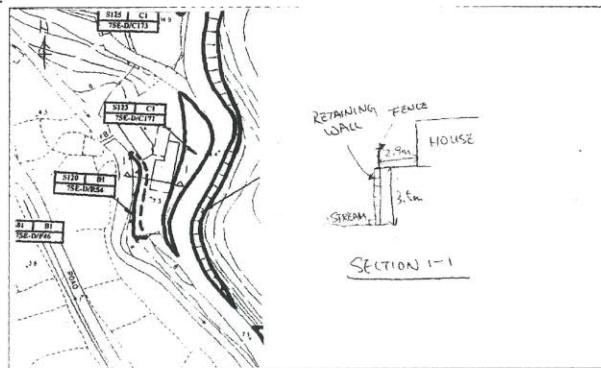 S125 C1
7SE-D/C173
S123 C1
7SE-D/C171
S120 B1
7SE-D/R54
B1
7SE-D/F46
ROAD
RETAINING
WALL
FENCE
HOUSE
2.9m
3.5m
STREAM
SECTION 1-1